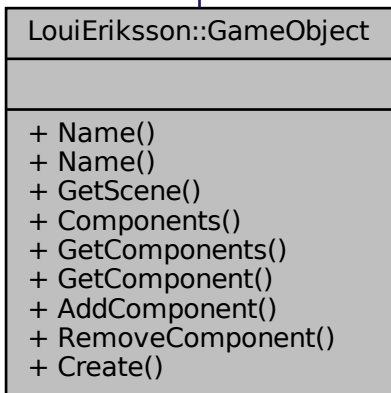 LouiEriksson::GameObject
+ Name()
+ Name()
+ GetScene()
+ Components()
+ GetComponents()
+ GetComponent()
+ AddComponent()
+ RemoveComponent()
+ Create()